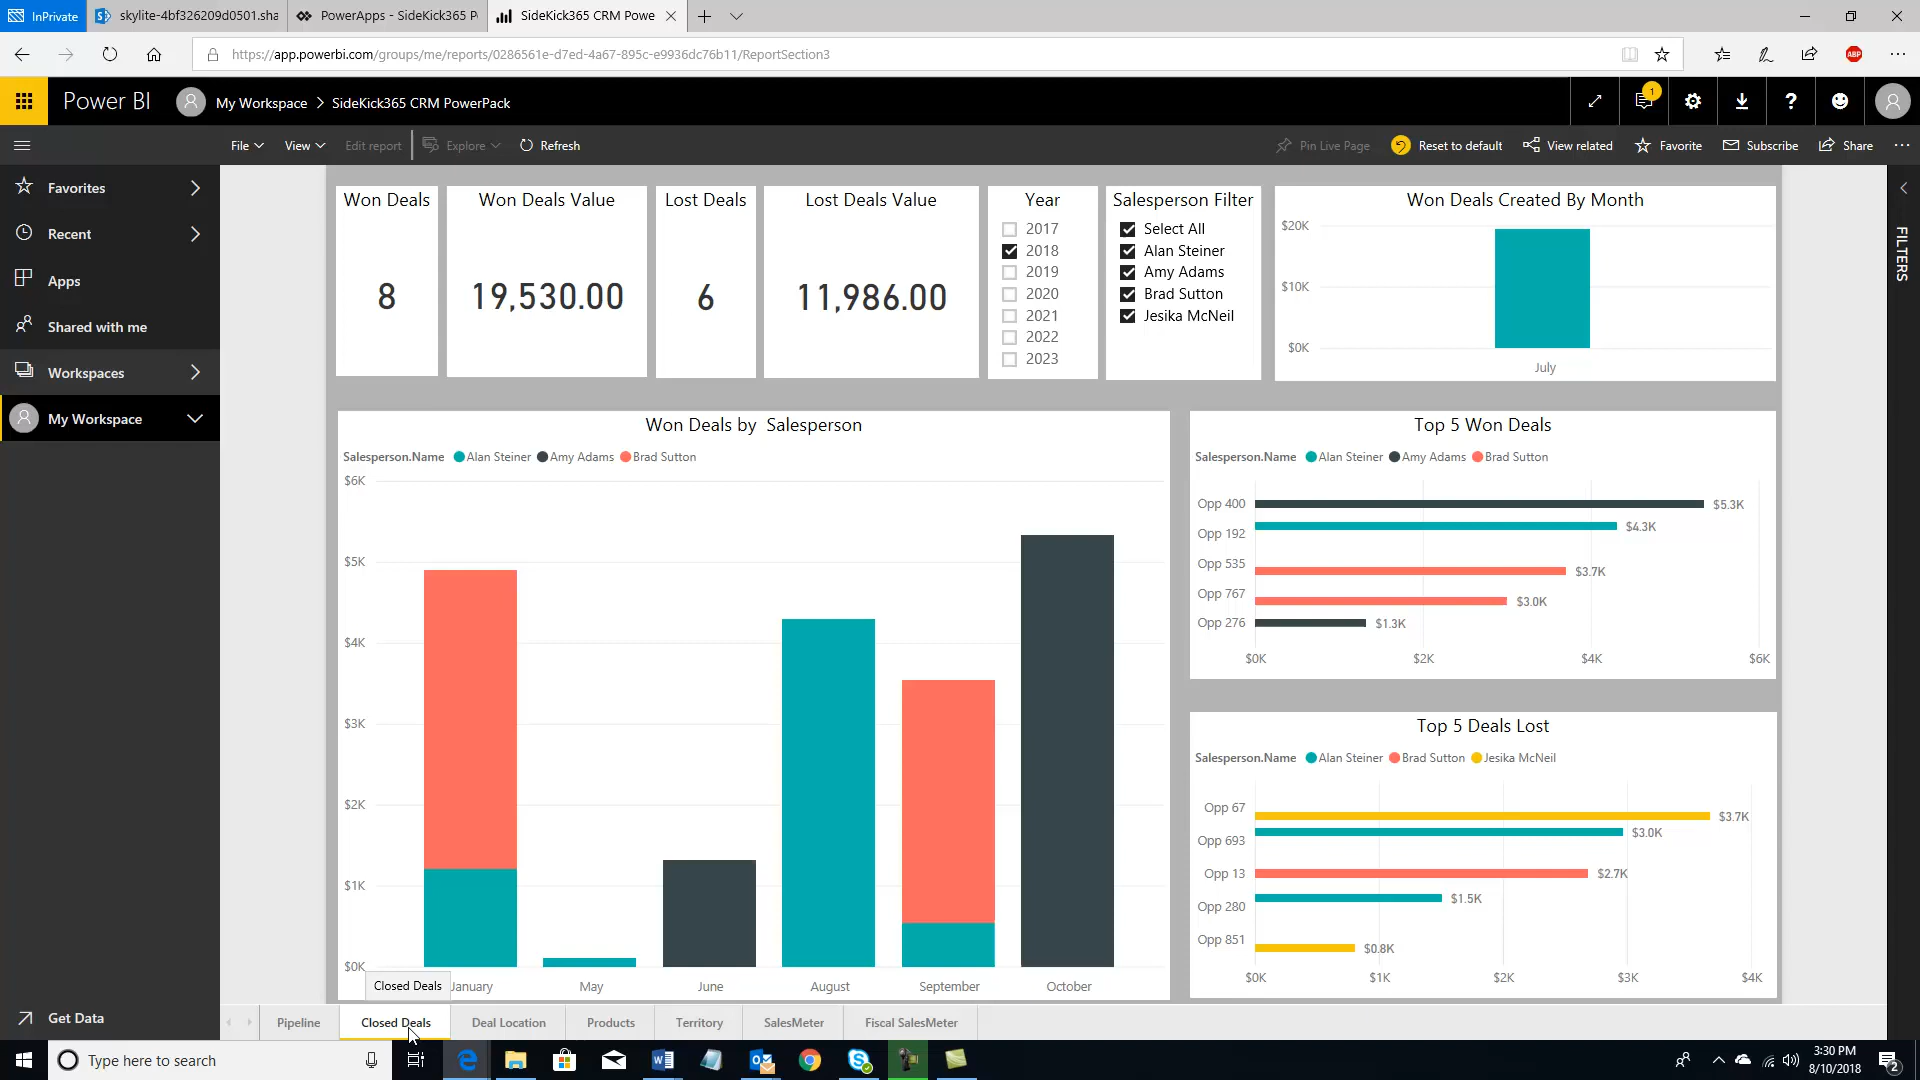 InPrivate
skylite-4bf326209d0501.sha
PowerApps - SideKick365 P
SideKick365 CRM Powe
https://app.powerbi.com/groups/me/reports/0286561e-d7ed-4a67-895c-e9936dc76b11/ReportSection3
ABP
Power BI
My Workspace > SideKick365 CRM PowerPack
1
?
File
View
Edit report
Explore
Refresh
Pin Live Page
Reset to default
View related
Favorite
Subscribe
Share
Favorites
Recent
Apps
Shared with me
Workspaces
My Workspace
Get Data
FILTERS
Won Deals
8
Won Deals Value
19,530.00
Lost Deals
6
Lost Deals Value
11,986.00
Year
2017
2018
2019
2020
2021
2022
2023
Salesperson Filter
Select All
Alan Steiner
Amy Adams
Brad Sutton
Jesika McNeil
Won Deals Created By Month
$20K
$10K
$0K
July
Won Deals by Salesperson
Salesperson.Name Alan Steiner Amy Adams Brad Sutton
$6K
$5K
$4K
$3K
$2K
$1K
$0K
January May June August September October
Closed Deals
Top 5 Won Deals
Salesperson.Name Alan Steiner Amy Adams Brad Sutton
Opp 400 $5.3K
Opp 192 $4.3K
Opp 535 $3.7K
Opp 767 $3.0K
Opp 276 $1.3K
$0K $2K $4K $6K
Top 5 Deals Lost
Salesperson.Name Alan Steiner Brad Sutton Jesika McNeil
Opp 67 $3.7K
Opp 693 $3.0K
Opp 13 $2.7K
Opp 280 $1.5K
Opp 851 $0.8K
$0K $1K $2K $3K $4K
Pipeline
Closed Deals
Deal Location
Products
Territory
SalesMeter
Fiscal SalesMeter
Type here to search
3:30 PM
8/10/2018
2